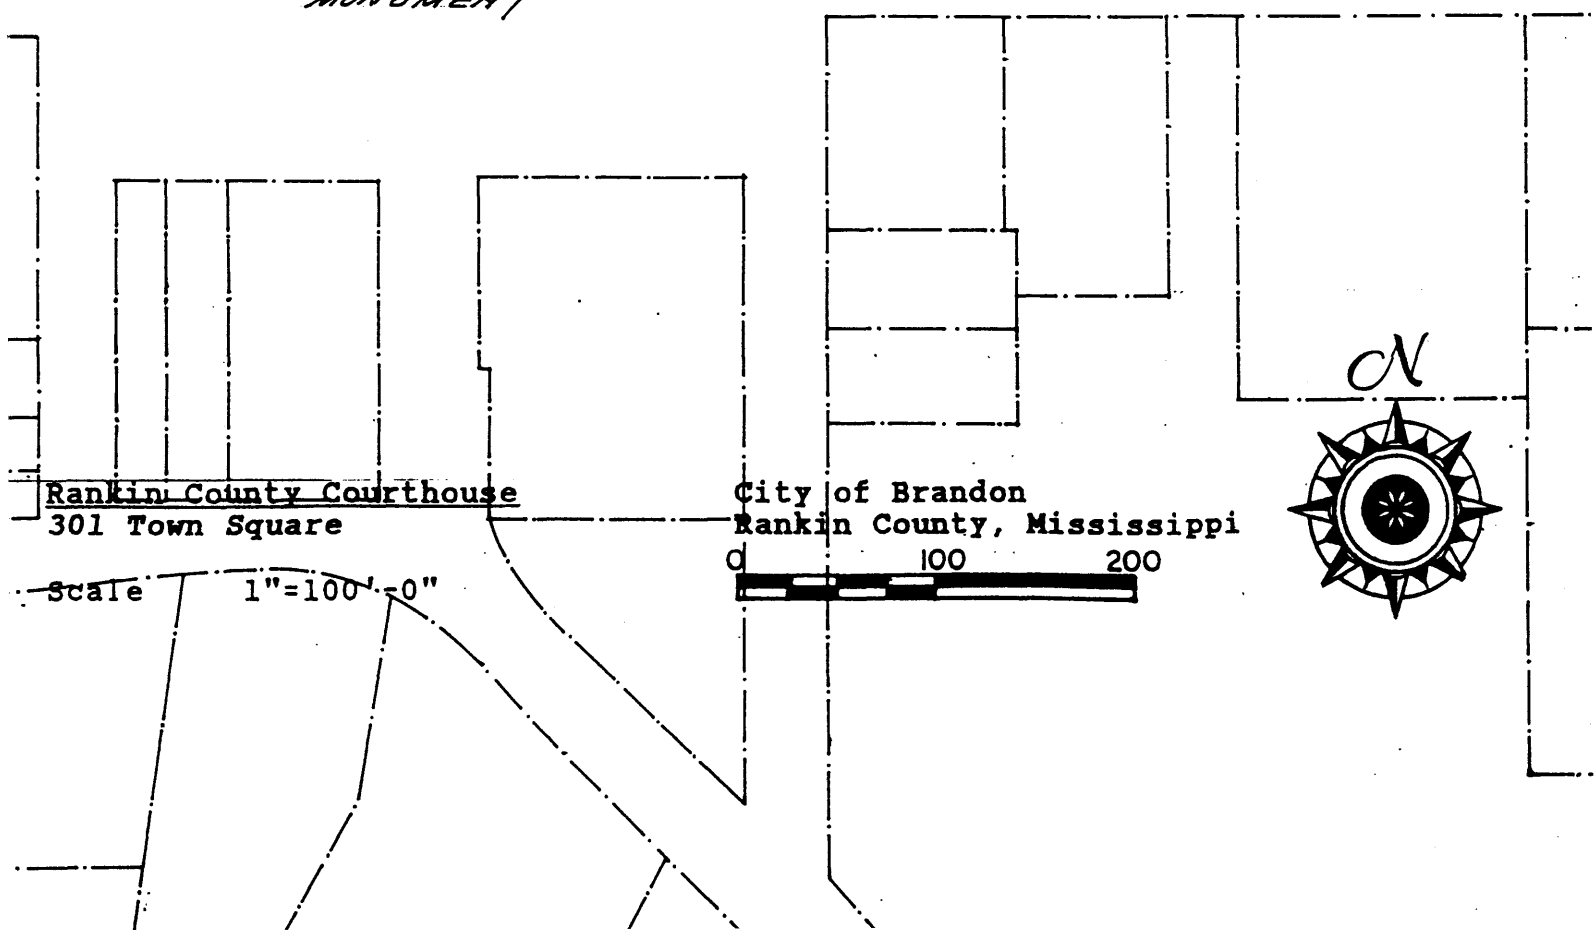 MONUMENT
N
Rankin County Courthouse
301 Town Square
City of Brandon
Rankin County, Mississippi
0 100 200
Scale 1"=100'-0"